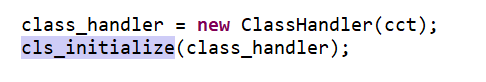 class_handler = new ClassHandler(cct);
cls_initialize(class_handler);